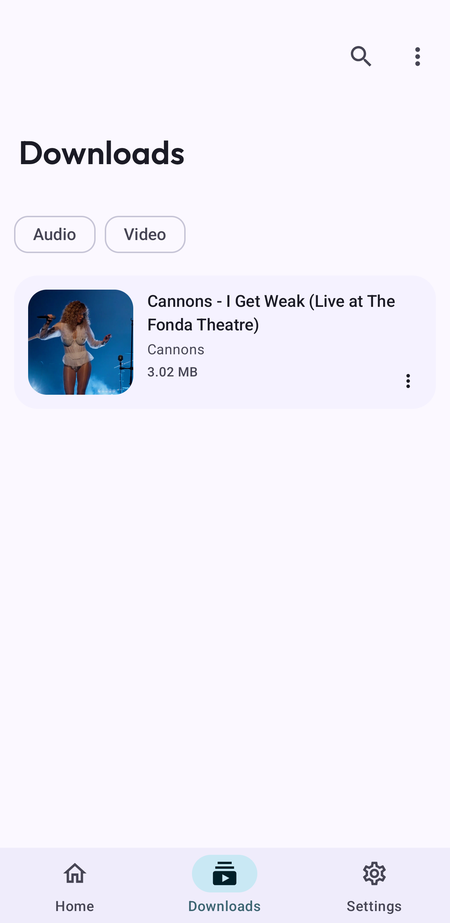 Downloads
Audio
Video
Cannons - I Get Weak (Live at The
Fonda Theatre)
Cannons
3.02 MB
Home
Downloads
Settings